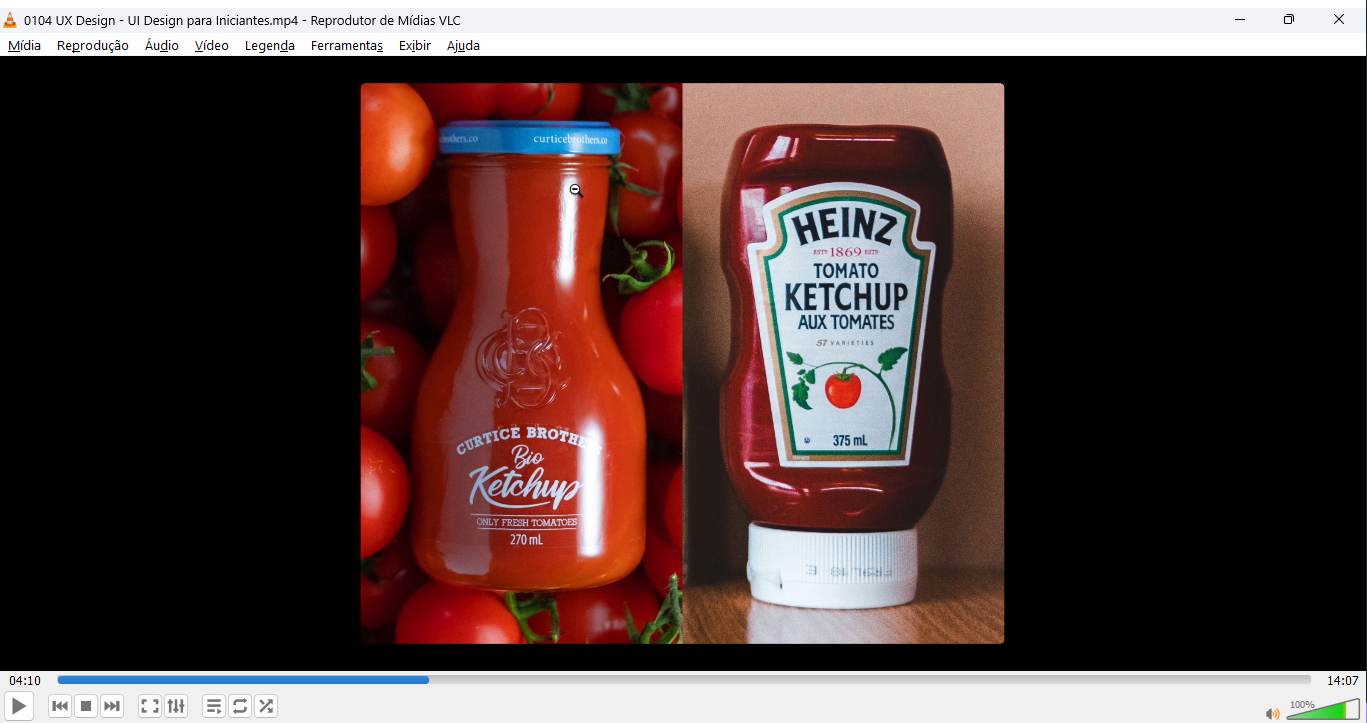 0104 UX Design - UI Design para Iniciantes.mp4 - Reprodutor de Mídias VLC
Mídia Reprodução Áudio Vídeo Legenda Ferramentas Exibir Ajuda
curticebrothers.co
CURTICE
Bio
Ketchup
ONLY FRESH TOMATOES
270 mL
HEINZ
ESTD 1869 ESTD
TOMATO
KETCHUP
AUX TOMATES
57 VARIETIES
375 mL
04:10
14:07
100%